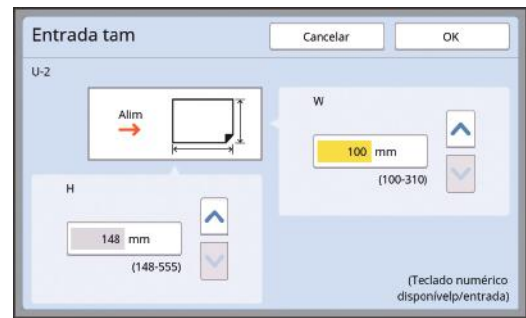 Entrada tam
Cancelar
OK
U-2
Alim
W
100 mm
(100-310)
H
148 mm
(148-555)
(Teclado numérico
disponívelp/entrada)